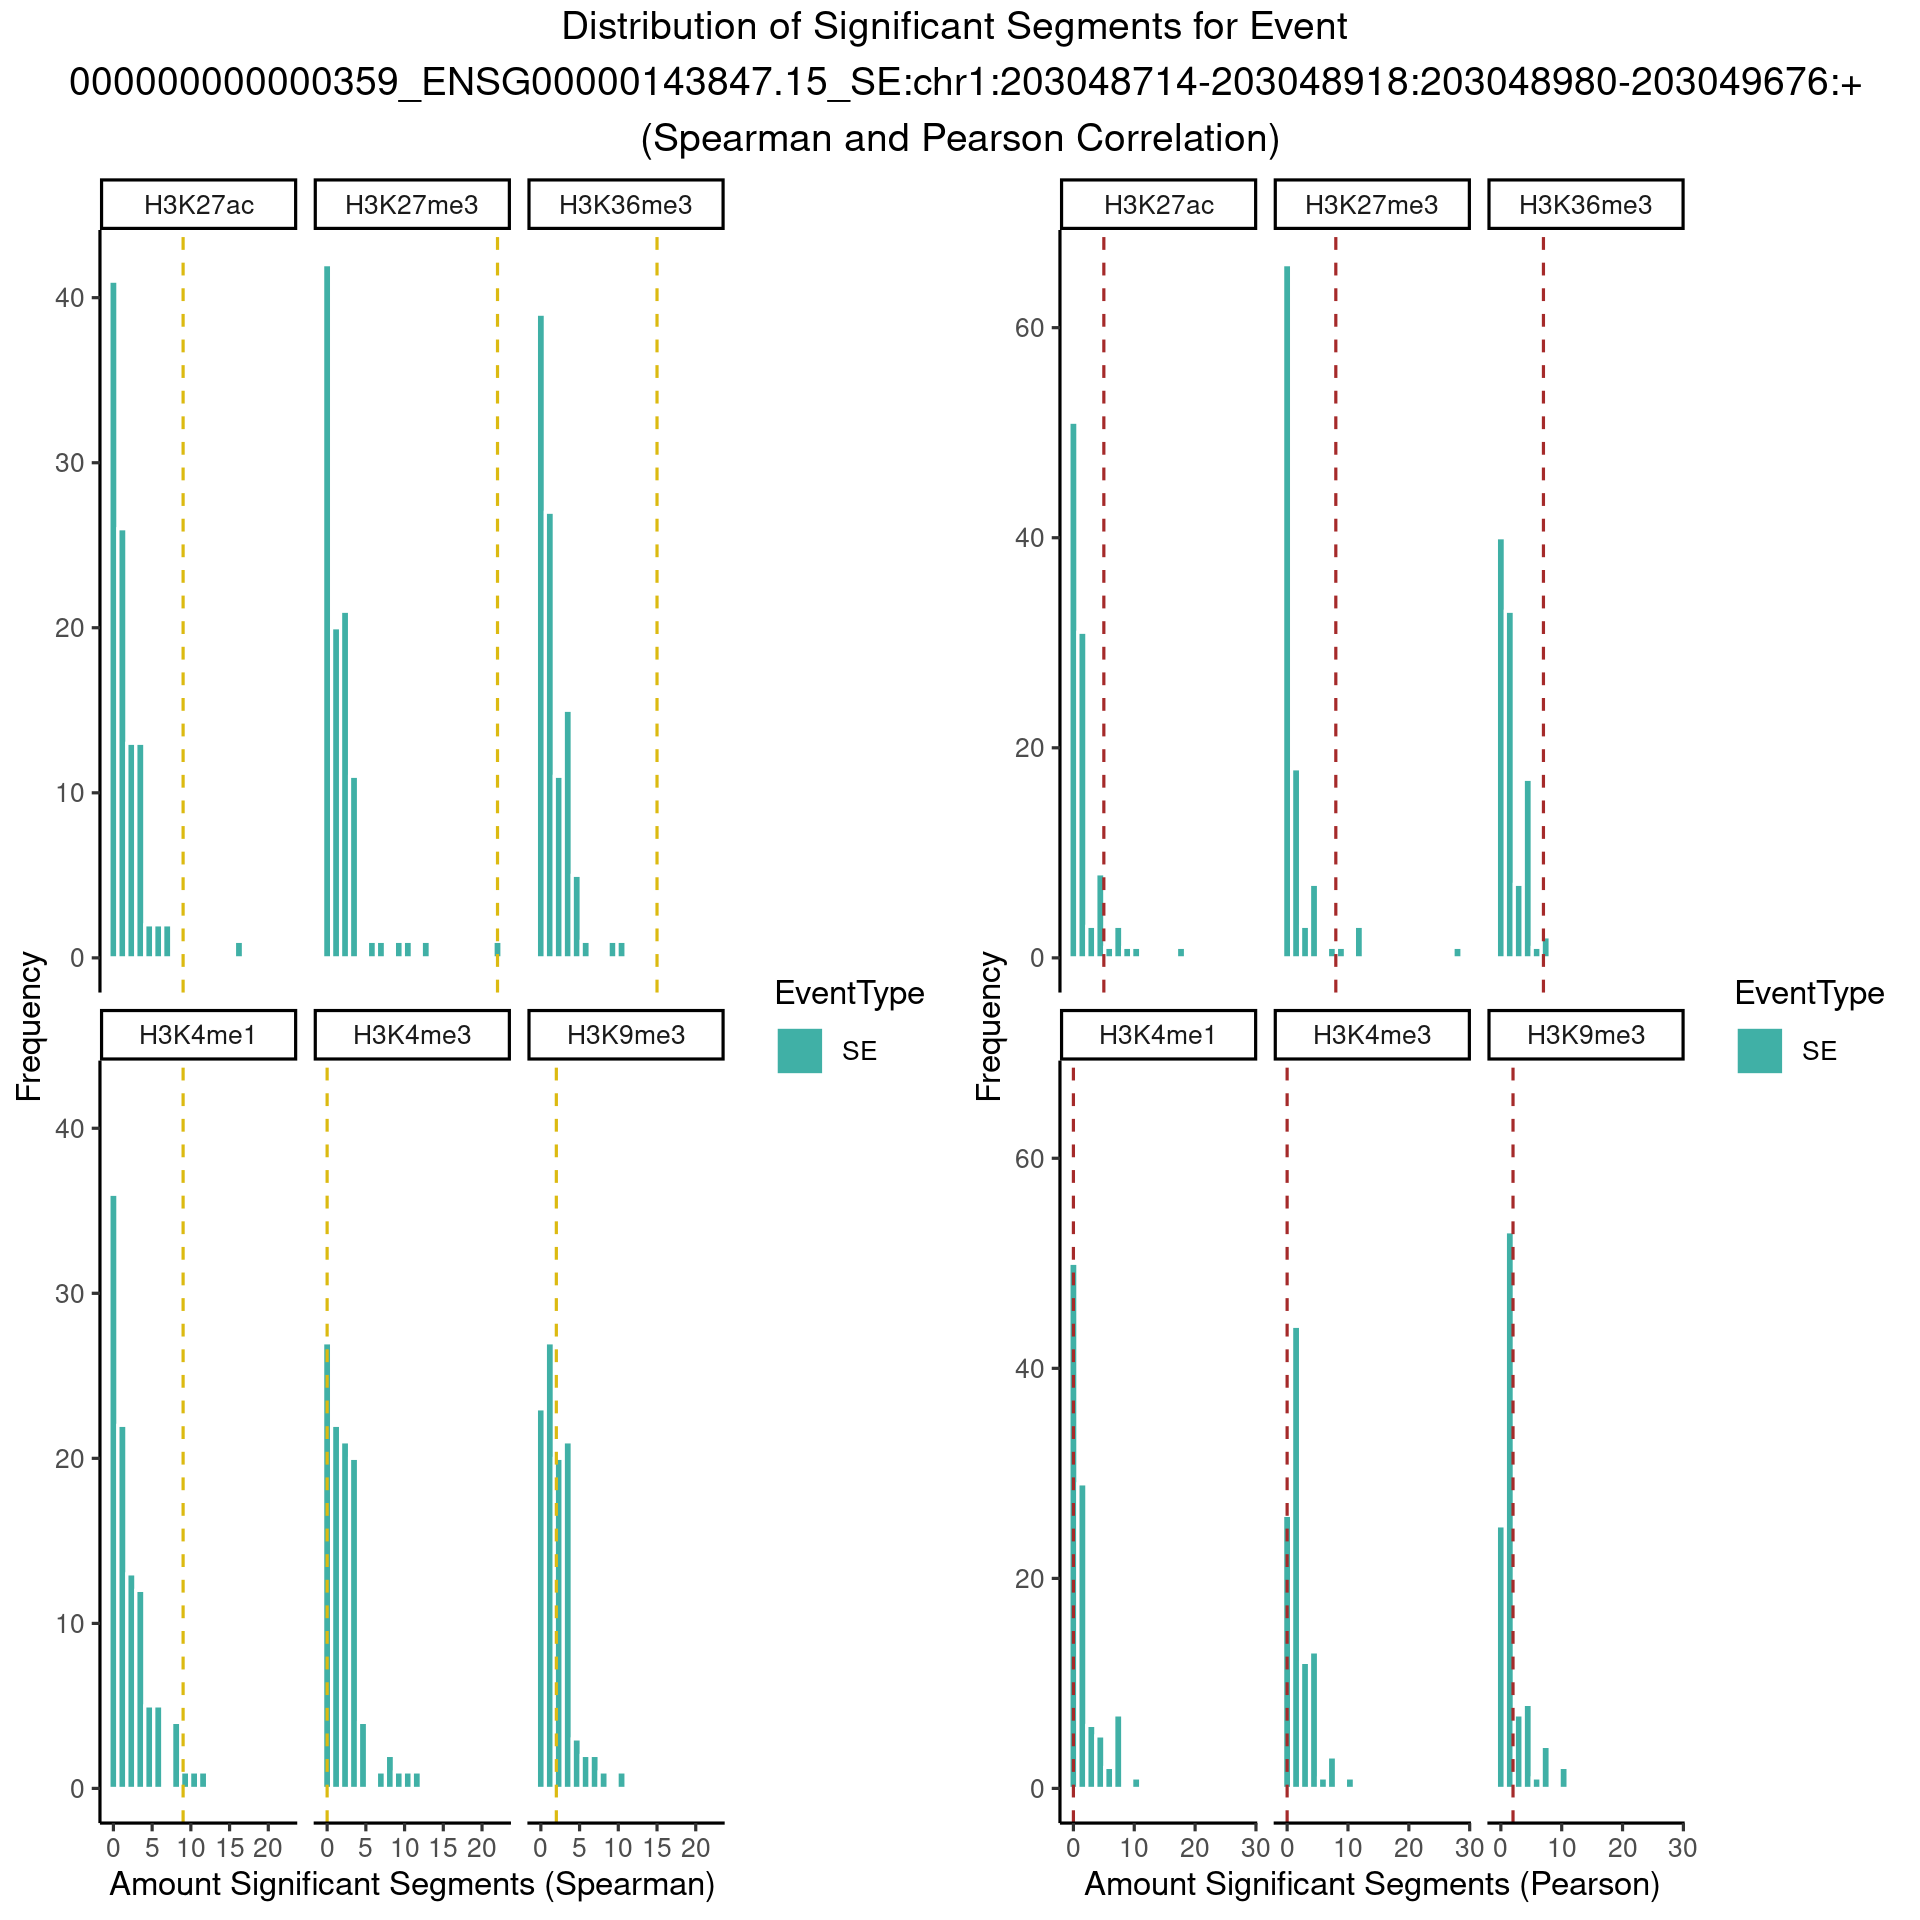 Distribution of Significant Segments for Event
000000000000359_ENSG00000143847.15_SE:chr1:203048714-203048918:203048980-203049676:+
(Spearman and Pearson Correlation)
H3K27ac H3K27me3 H3K36me3
40
30
20
10
0
H3K4me1 H3K4me3 H3K9me3
40
30
20
10
0
Frequency
0 5 10 15 20 0 5 10 15 20 0 5 10 15 20
Amount Significant Segments (Spearman)
EventType
SE
H3K27ac H3K27me3 H3K36me3
60
40
20
0
H3K4me1 H3K4me3 H3K9me3
60
40
20
0
Frequency
0 10 20 30 0 10 20 30 0 10 20 30
Amount Significant Segments (Pearson)
EventType
SE